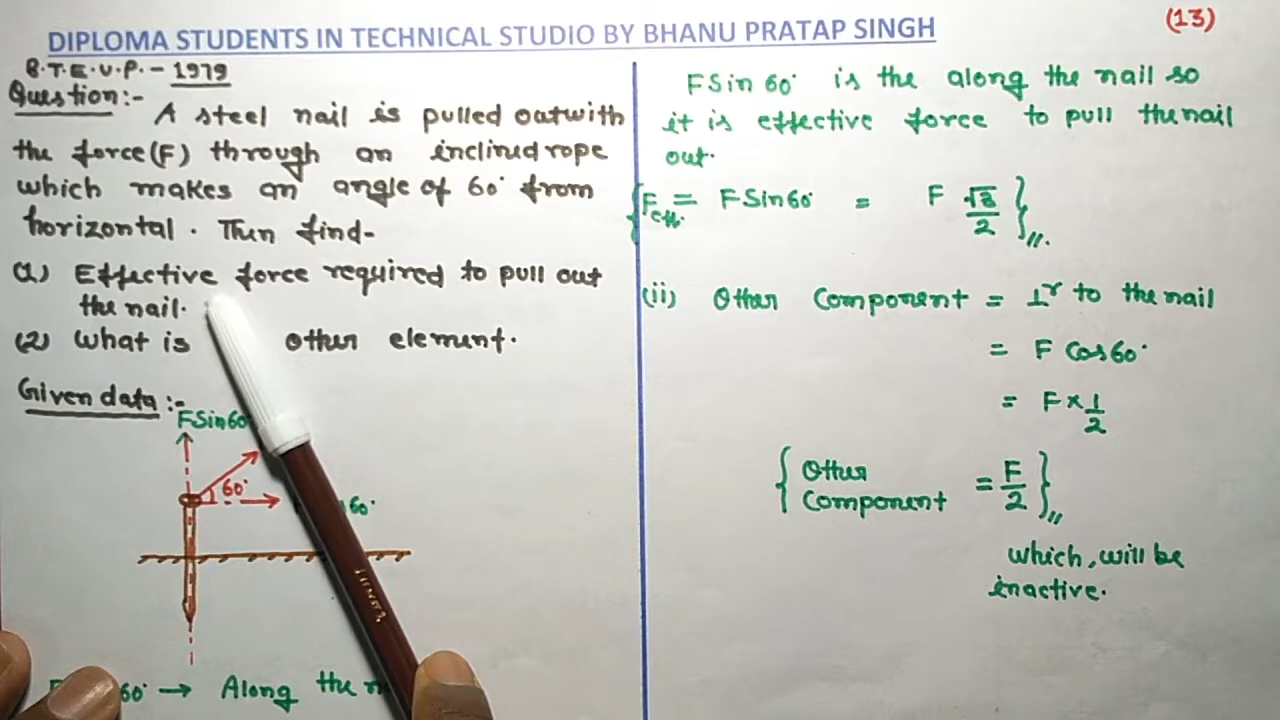 DIPLOMA STUDENTS IN TECHNICAL STUDIO BY BHANU PRATAP SINGH
(13)
B.T.E.U.P. - 1979
Question:-
A steel nail is pulled outwith
the force(F) through an inclined rope
which makes an angle of 60° from
horizontal. Then find-
(1) Effective force required to pull out
the nail.
(2) What is other element.
Given data:-
FSin60
60°
60°
60° → Along the
FSin 60° is the along the nail so
it is effective force to pull the nail
out.
{Feff. = FSin60° = F √3/2}
(ii) Other Component = ⊥r to the nail
= F Cos60°
= F × 1/2
{Other Component = F/2}
which, will be
inactive.